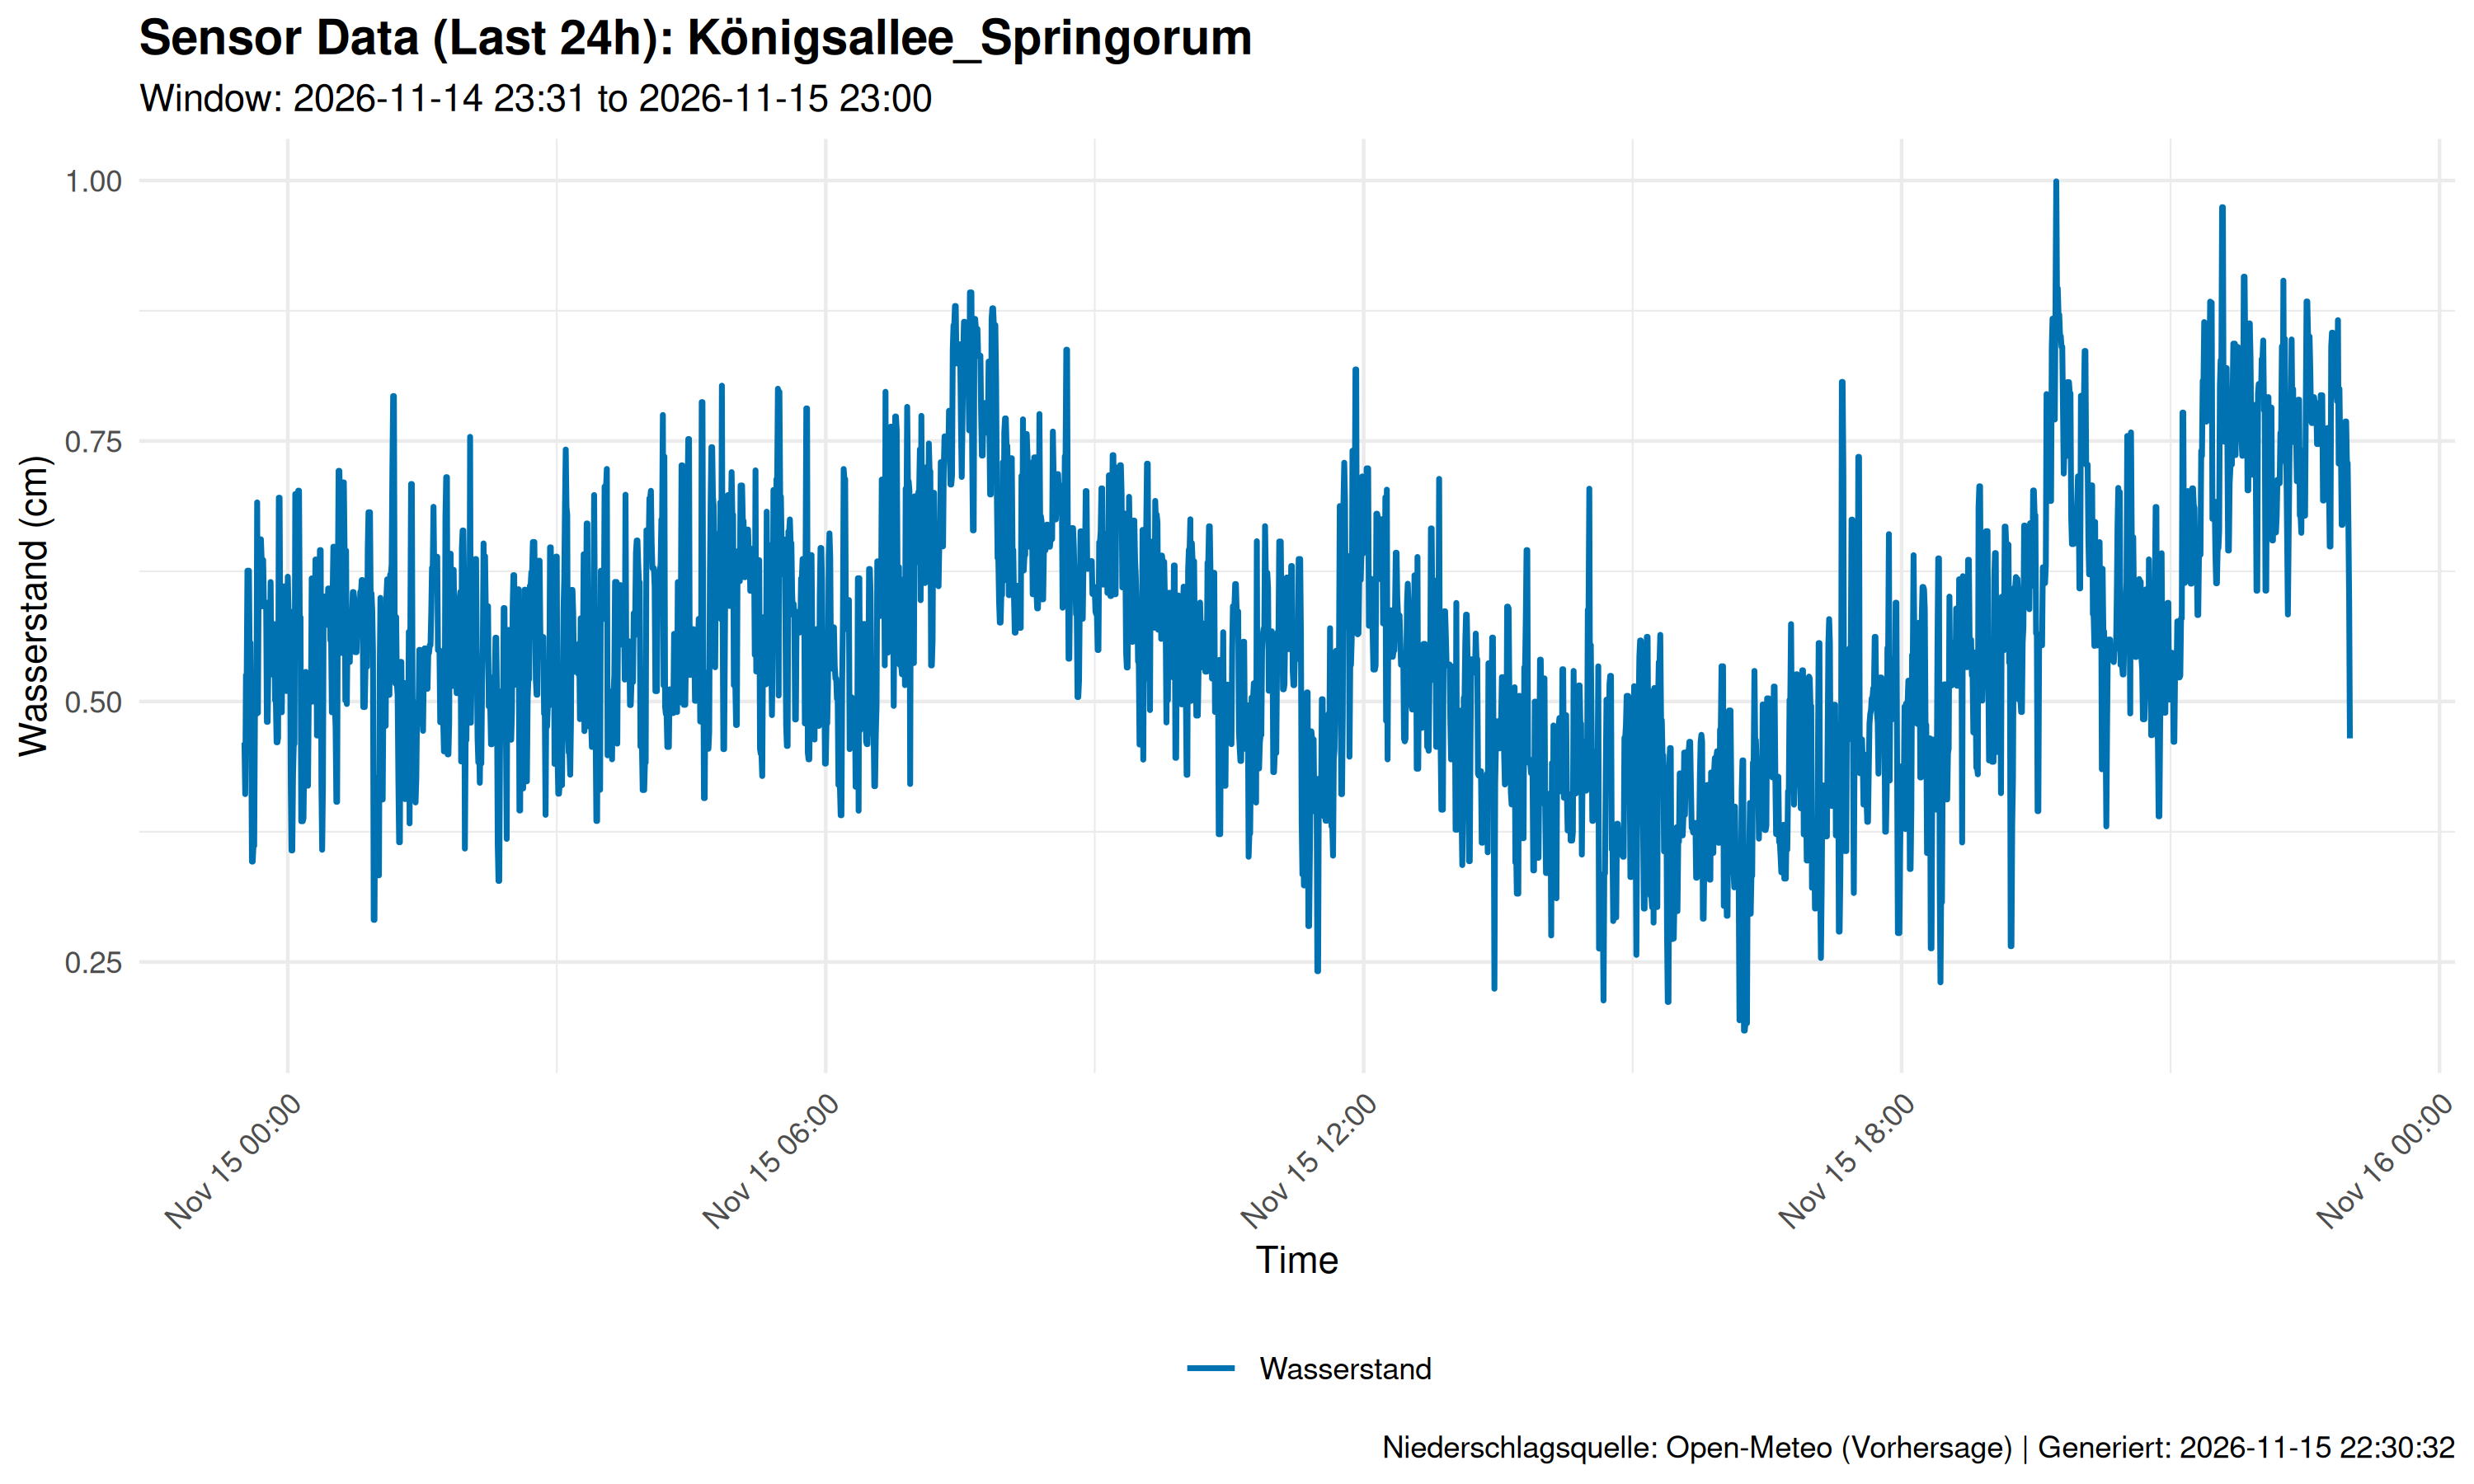 Sensor Data (Last 24h): Königsallee_Springorum
Window: 2026-11-14 23:31 to 2026-11-15 23:00
Wasserstand (cm)
1.00
0.75
0.50
0.25
Nov 15 00:00
Nov 15 06:00
Nov 15 12:00
Nov 15 18:00
Nov 16 00:00
Time
Wasserstand
Niederschlagsquelle: Open-Meteo (Vorhersage) | Generiert: 2026-11-15 22:30:32